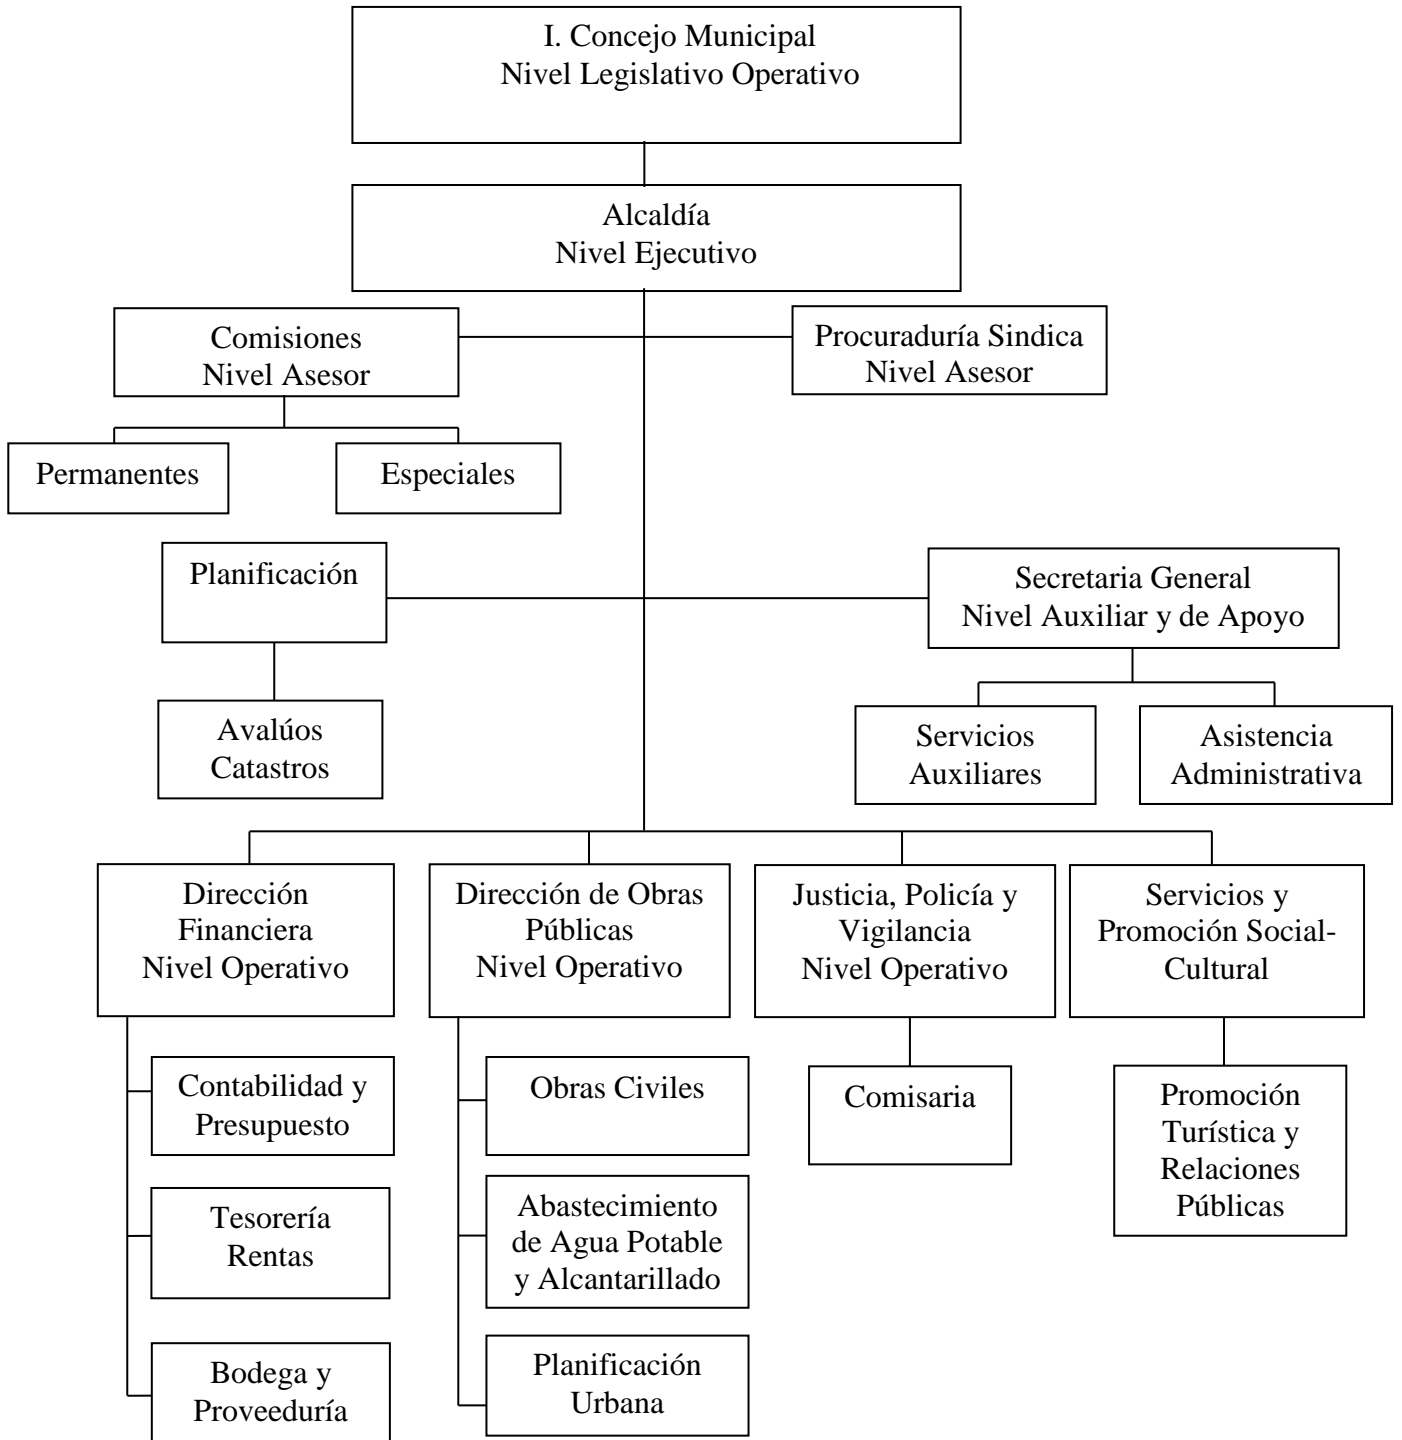 I. Concejo Municipal
Nivel Legislativo Operativo
Alcaldía
Nivel Ejecutivo
Comisiones
Nivel Asesor
Procuraduría Sindica
Nivel Asesor
Permanentes
Especiales
Planificación
Secretaria General
Nivel Auxiliar y de Apoyo
Avalúos
Catastros
Servicios
Auxiliares
Asistencia
Administrativa
Dirección
Financiera
Nivel Operativo
Dirección de Obras
Públicas
Nivel Operativo
Justicia, Policía y
Vigilancia
Nivel Operativo
Servicios y
Promoción Social-
Cultural
Contabilidad y
Presupuesto
Obras Civiles
Comisaria
Promoción
Turística y
Relaciones
Públicas
Tesorería
Rentas
Abastecimiento
de Agua Potable
y Alcantarillado
Bodega y
Proveeduría
Planificación
Urbana